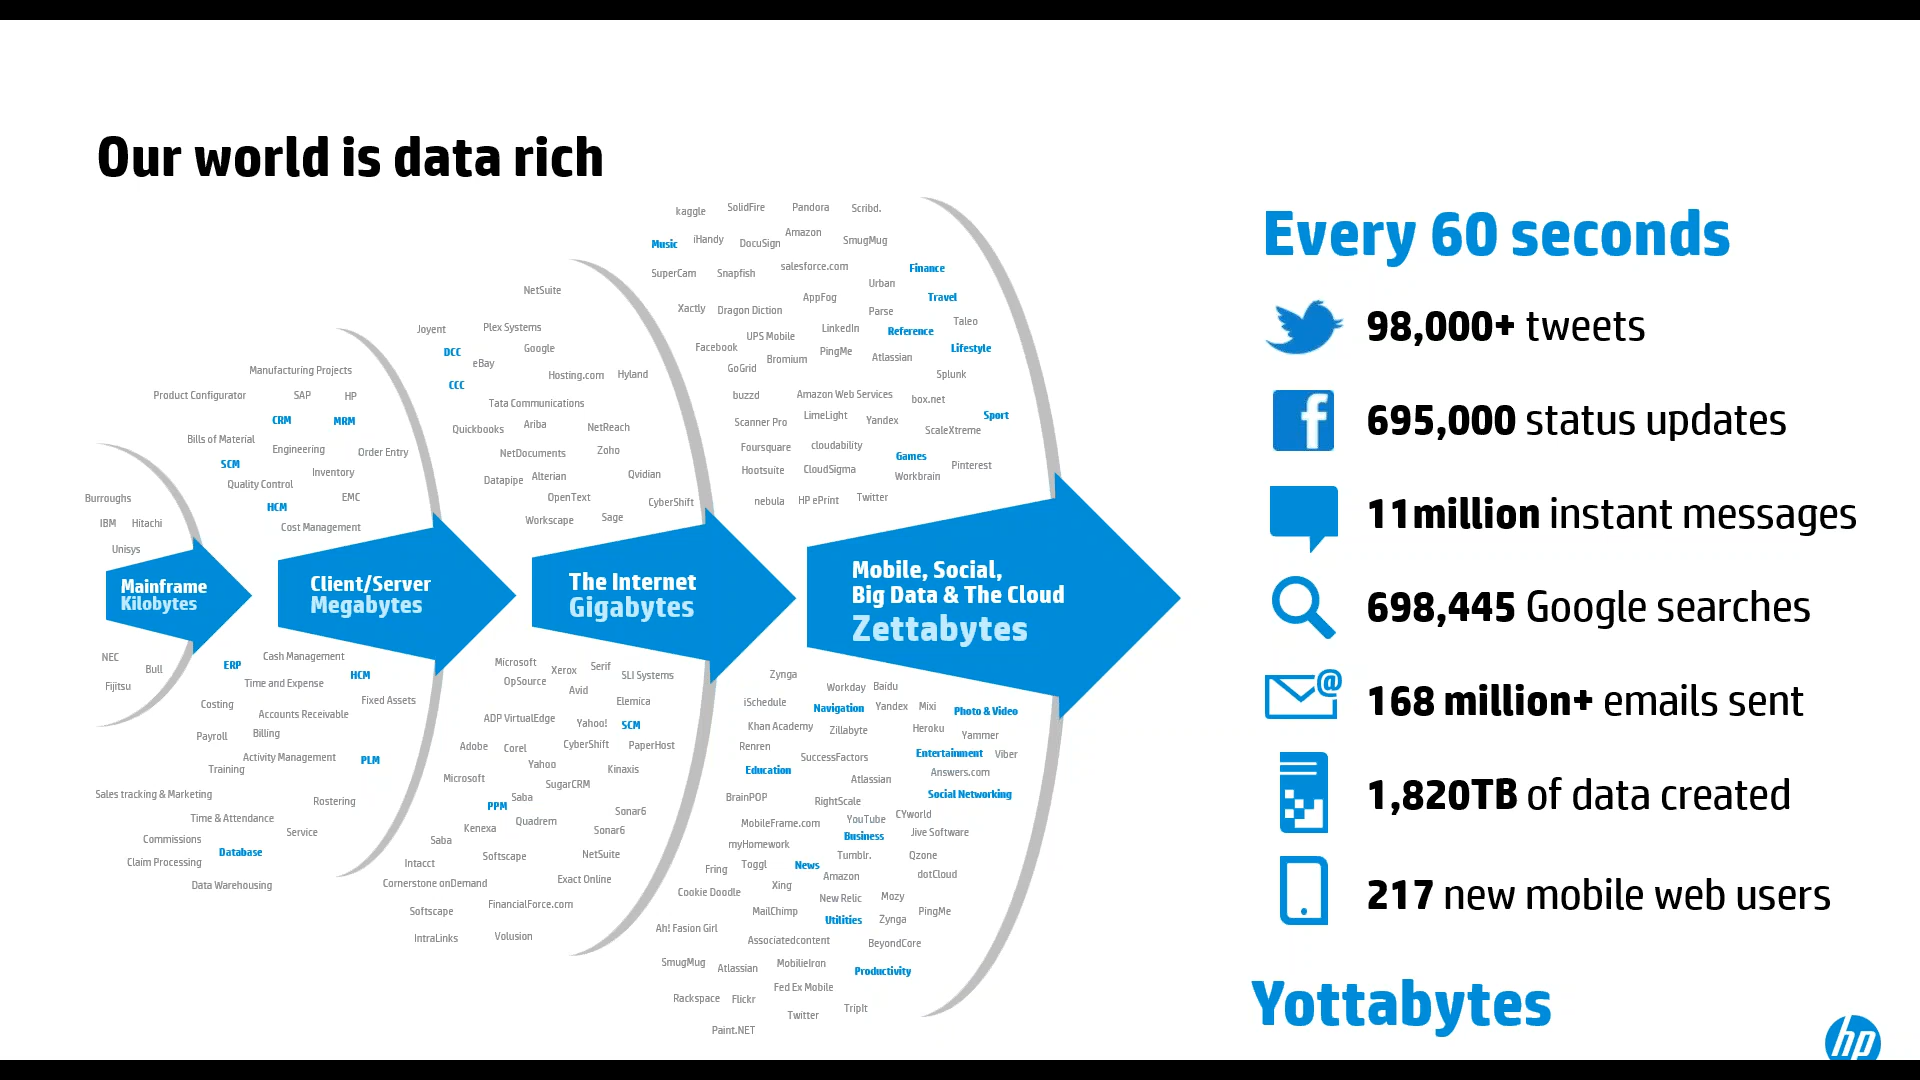 Our world is data rich
Burroughs
IBM Hitachi
Unisys
Mainframe
Kilobytes
NEC
Bull
Fijitsu
Manufacturing Projects
Product Configurator SAP HP
CRM MRM
Bills of Material
Engineering Order Entry
SCM
Inventory
Quality Control
EMC
HCM
Cost Management
Client/Server
Megabytes
Cash Management
ERP
HCM
Time and Expense
Fixed Assets
Costing
Accounts Receivable
Billing
Payroll
Activity Management PLM
Training
Sales tracking & Marketing
Rostering
Time & Attendance
Service
Commissions
Database
Claim Processing
Data Warehousing
NetSuite
Joyent Plex Systems
DCC Google
eBay
Hosting.com Hyland
CCC
Tata Communications
Quickbooks Ariba NetReach
NetDocuments Zoho
Datapipe Alterian Qvidian
OpenText CyberShift
Workscape Sage
The Internet
Gigabytes
Microsoft Xerox Serif
OpSource SLI Systems
Avid
Elemica
ADP VirtualEdge Yahoo! SCM
Adobe Corel CyberShift PaperHost
Yahoo Kinaxis
Microsoft
SugarCRM
Saba
PPM
Sonar6
Quadrem
Kenexa Sonar6
Saba
Softscape NetSuite
Intacct
Cornerstone onDemand Exact Online
Softscape FinancialForce.com
IntraLinks Volusion
kaggle SolidFire Pandora Scribd.
Amazon
Music iHandy DocuSign SmugMug
SuperCam Snapfish salesforce.com Finance
Urban
AppFog Travel
Xactly Dragon Diction Parse
Taleo
UPS Mobile LinkedIn Reference
Facebook PingMe Lifestyle
Bromium Atlassian
GoGrid Splunk
buzzd Amazon Web Services box.net
Scanner Pro LimeLight Yandex Sport
ScaleXtreme
Foursquare cloudability
Games
Hootsuite CloudSigma Pinterest
Workbrain
nebula HP ePrint Twitter
Mobile, Social,
Big Data & The Cloud
Zettabytes
Zynga
Workday Baidu
iSchedule Navigation Yandex Mixi Photo & Video
Khan Academy Zillabyte Heroku Yammer
Renren
SuccessFactors Entertainment Viber
Education Answers.com
Atlassian
BrainPOP RightScale Social Networking
MobileFrame.com YouTube CYworld
Business Jive Software
myHomework
Tumblr. Qzone
Fring Toggl News
Amazon dotCloud
Xing
Cookie Doodle New Relic Mozy
MailChimp Utilities Zynga PingMe
Ah! Fasion Girl
Associatedcontent BeyondCore
SmugMug Atlassian MobilieIron Productivity
Fed Ex Mobile
Rackspace Flickr
Twitter TripIt
Paint.NET
Every 60 seconds
98,000+ tweets
695,000 status updates
11million instant messages
698,445 Google searches
@
168 million+ emails sent
1,820TB of data created
217 new mobile web users
Yottabytes
hp